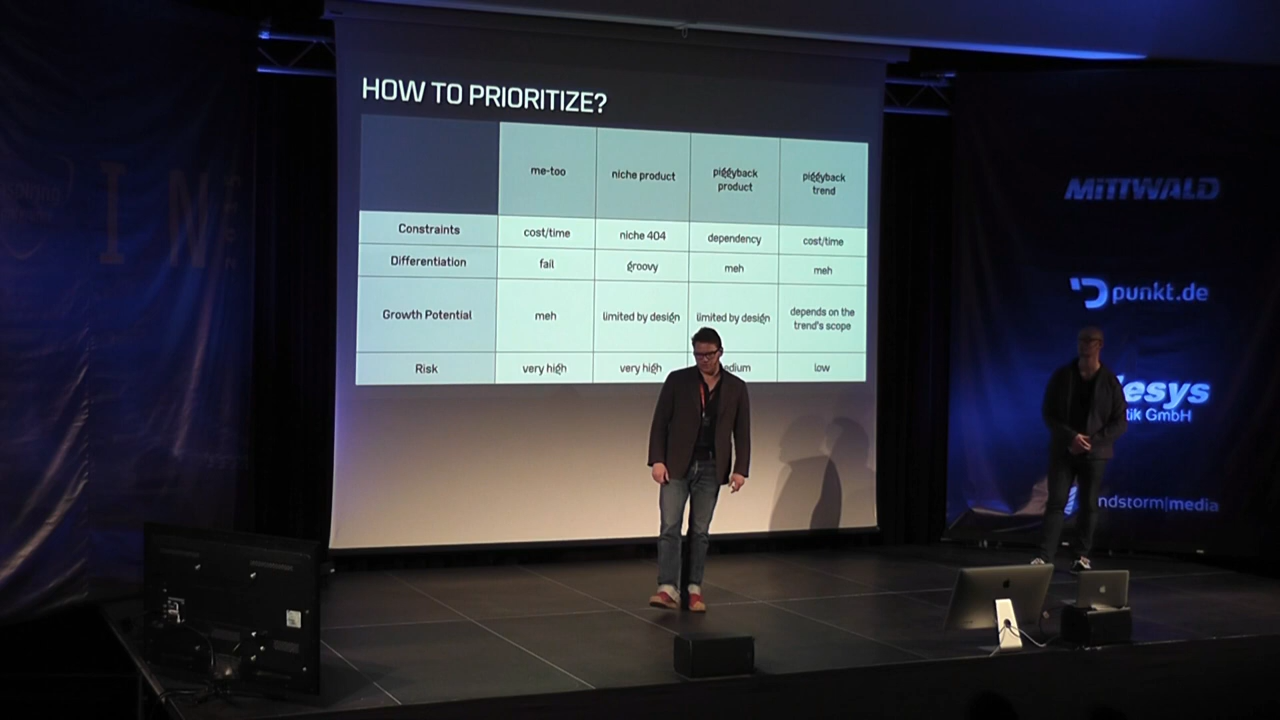 HOW TO PRIORITIZE?
me-too
niche product
piggyback
product
piggyback
trend
Constraints
cost/time
niche 404
dependency
cost/time
Differentiation
fail
groovy
meh
meh
Growth Potential
meh
limited by design
limited by design
depends on the
trend's scope
Risk
very high
very high
edium
low
MITTWALD
punkt.de
esys
tik GmbH
ndstorm|media
I N